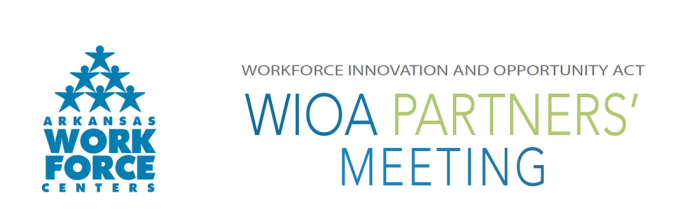 ARKANSAS
WORK
FORCE
CENTERS
WORKFORCE INNOVATION AND OPPORTUNITY ACT
WIOA PARTNERS'
MEETING